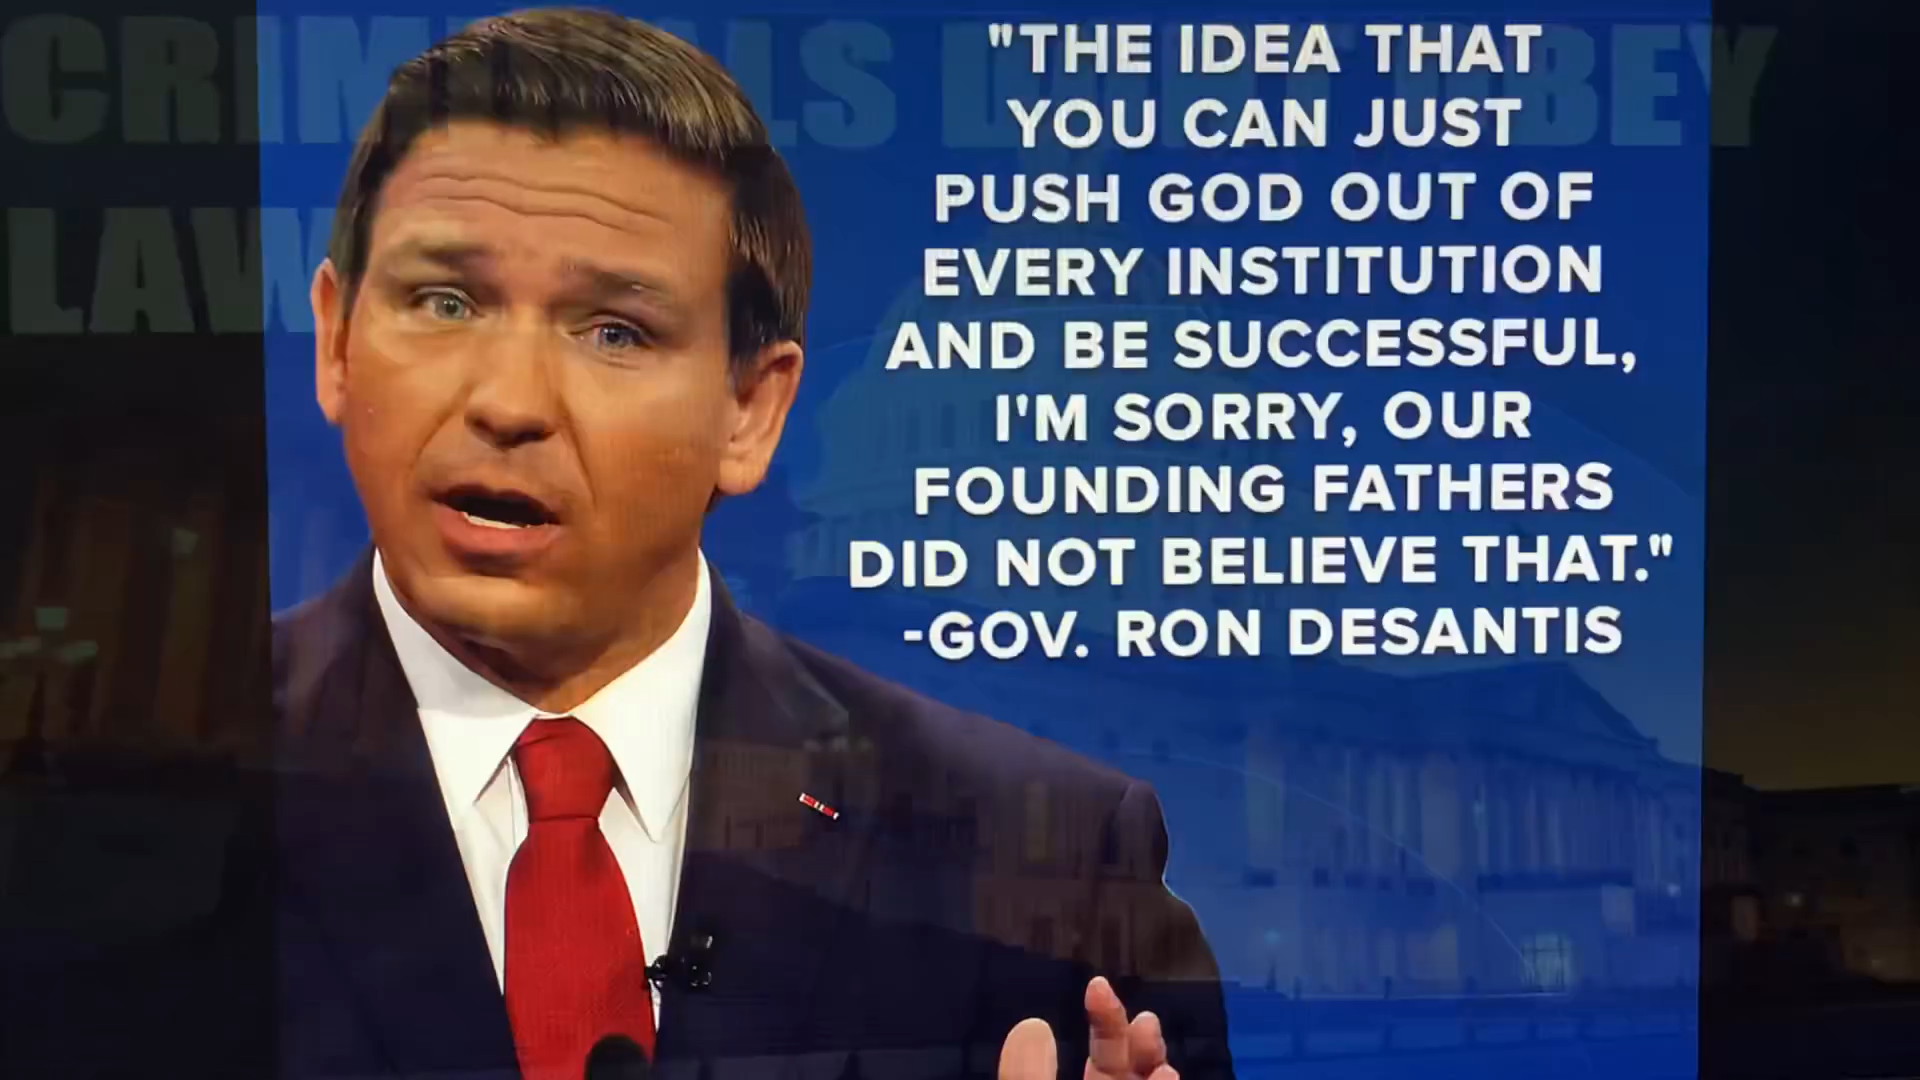 "THE IDEA THAT
YOU CAN JUST
PUSH GOD OUT OF
EVERY INSTITUTION
AND BE SUCCESSFUL,
I'M SORRY, OUR
FOUNDING FATHERS
DID NOT BELIEVE THAT."
-GOV. RON DESANTIS